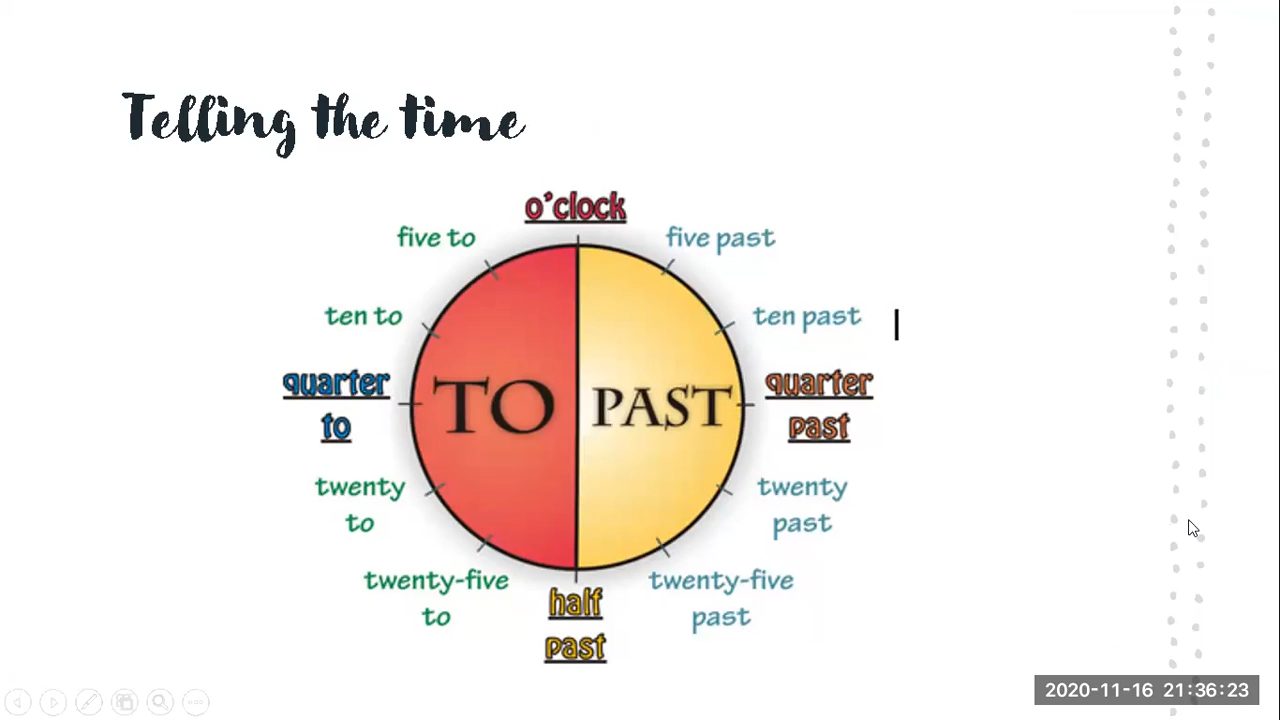 Telling the time
o'clock
five to
five past
ten to
ten past
quarter
to
TO
PAST
quarter
past
twenty
to
twenty
past
twenty-five
to
twenty-five
past
half
past
2020-11-16 21:36:23